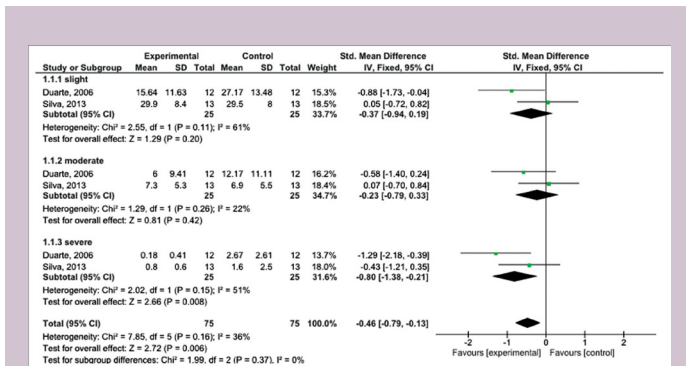 Experimental Control Std. Mean Difference Std. Mean Difference
Study or Subgroup Mean SD Total Mean SD Total Weight IV, Fixed, 95% CI IV, Fixed, 95% CI
1.1.1 slight
Duarte, 2006 15.64 11.63 12 27.17 13.48 12 15.3% -0.88 [-1.73, -0.04]
Silva, 2013 29.9 8.4 13 29.5 8 13 18.5% 0.05 [-0.72, 0.82]
Subtotal (95% CI) 25 25 33.7% -0.37 [-0.94, 0.19]
Heterogeneity: Chi² = 2.55, df = 1 (P = 0.11); I² = 61%
Test for overall effect: Z = 1.29 (P = 0.20)
1.1.2 moderate
Duarte, 2006 6 9.41 12 12.17 11.11 12 16.2% -0.58 [-1.40, 0.24]
Silva, 2013 7.3 5.3 13 6.9 5.5 13 18.4% 0.07 [-0.70, 0.84]
Subtotal (95% CI) 25 25 34.7% -0.23 [-0.79, 0.33]
Heterogeneity: Chi² = 1.29, df = 1 (P = 0.26); I² = 22%
Test for overall effect: Z = 0.81 (P = 0.42)
1.1.3 severe
Duarte, 2006 0.18 0.41 12 2.67 2.61 12 13.7% -1.29 [-2.18, -0.39]
Silva, 2013 0.8 0.6 13 1.6 2.5 13 18.0% -0.43 [-1.21, 0.35]
Subtotal (95% CI) 25 25 31.6% -0.80 [-1.38, -0.21]
Heterogeneity: Chi² = 2.02, df = 1 (P = 0.15); I² = 51%
Test for overall effect: Z = 2.66 (P = 0.008)
Total (95% CI) 75 75 100.0% -0.46 [-0.79, -0.13]
Heterogeneity: Chi² = 7.85, df = 5 (P = 0.16); I² = 36%
Test for overall effect: Z = 2.72 (P = 0.006)
Test for subgroup differences: Chi² = 1.99, df = 2 (P = 0.37), I² = 0%
-2 -1 0 1 2
Favours [experimental] Favours [control]